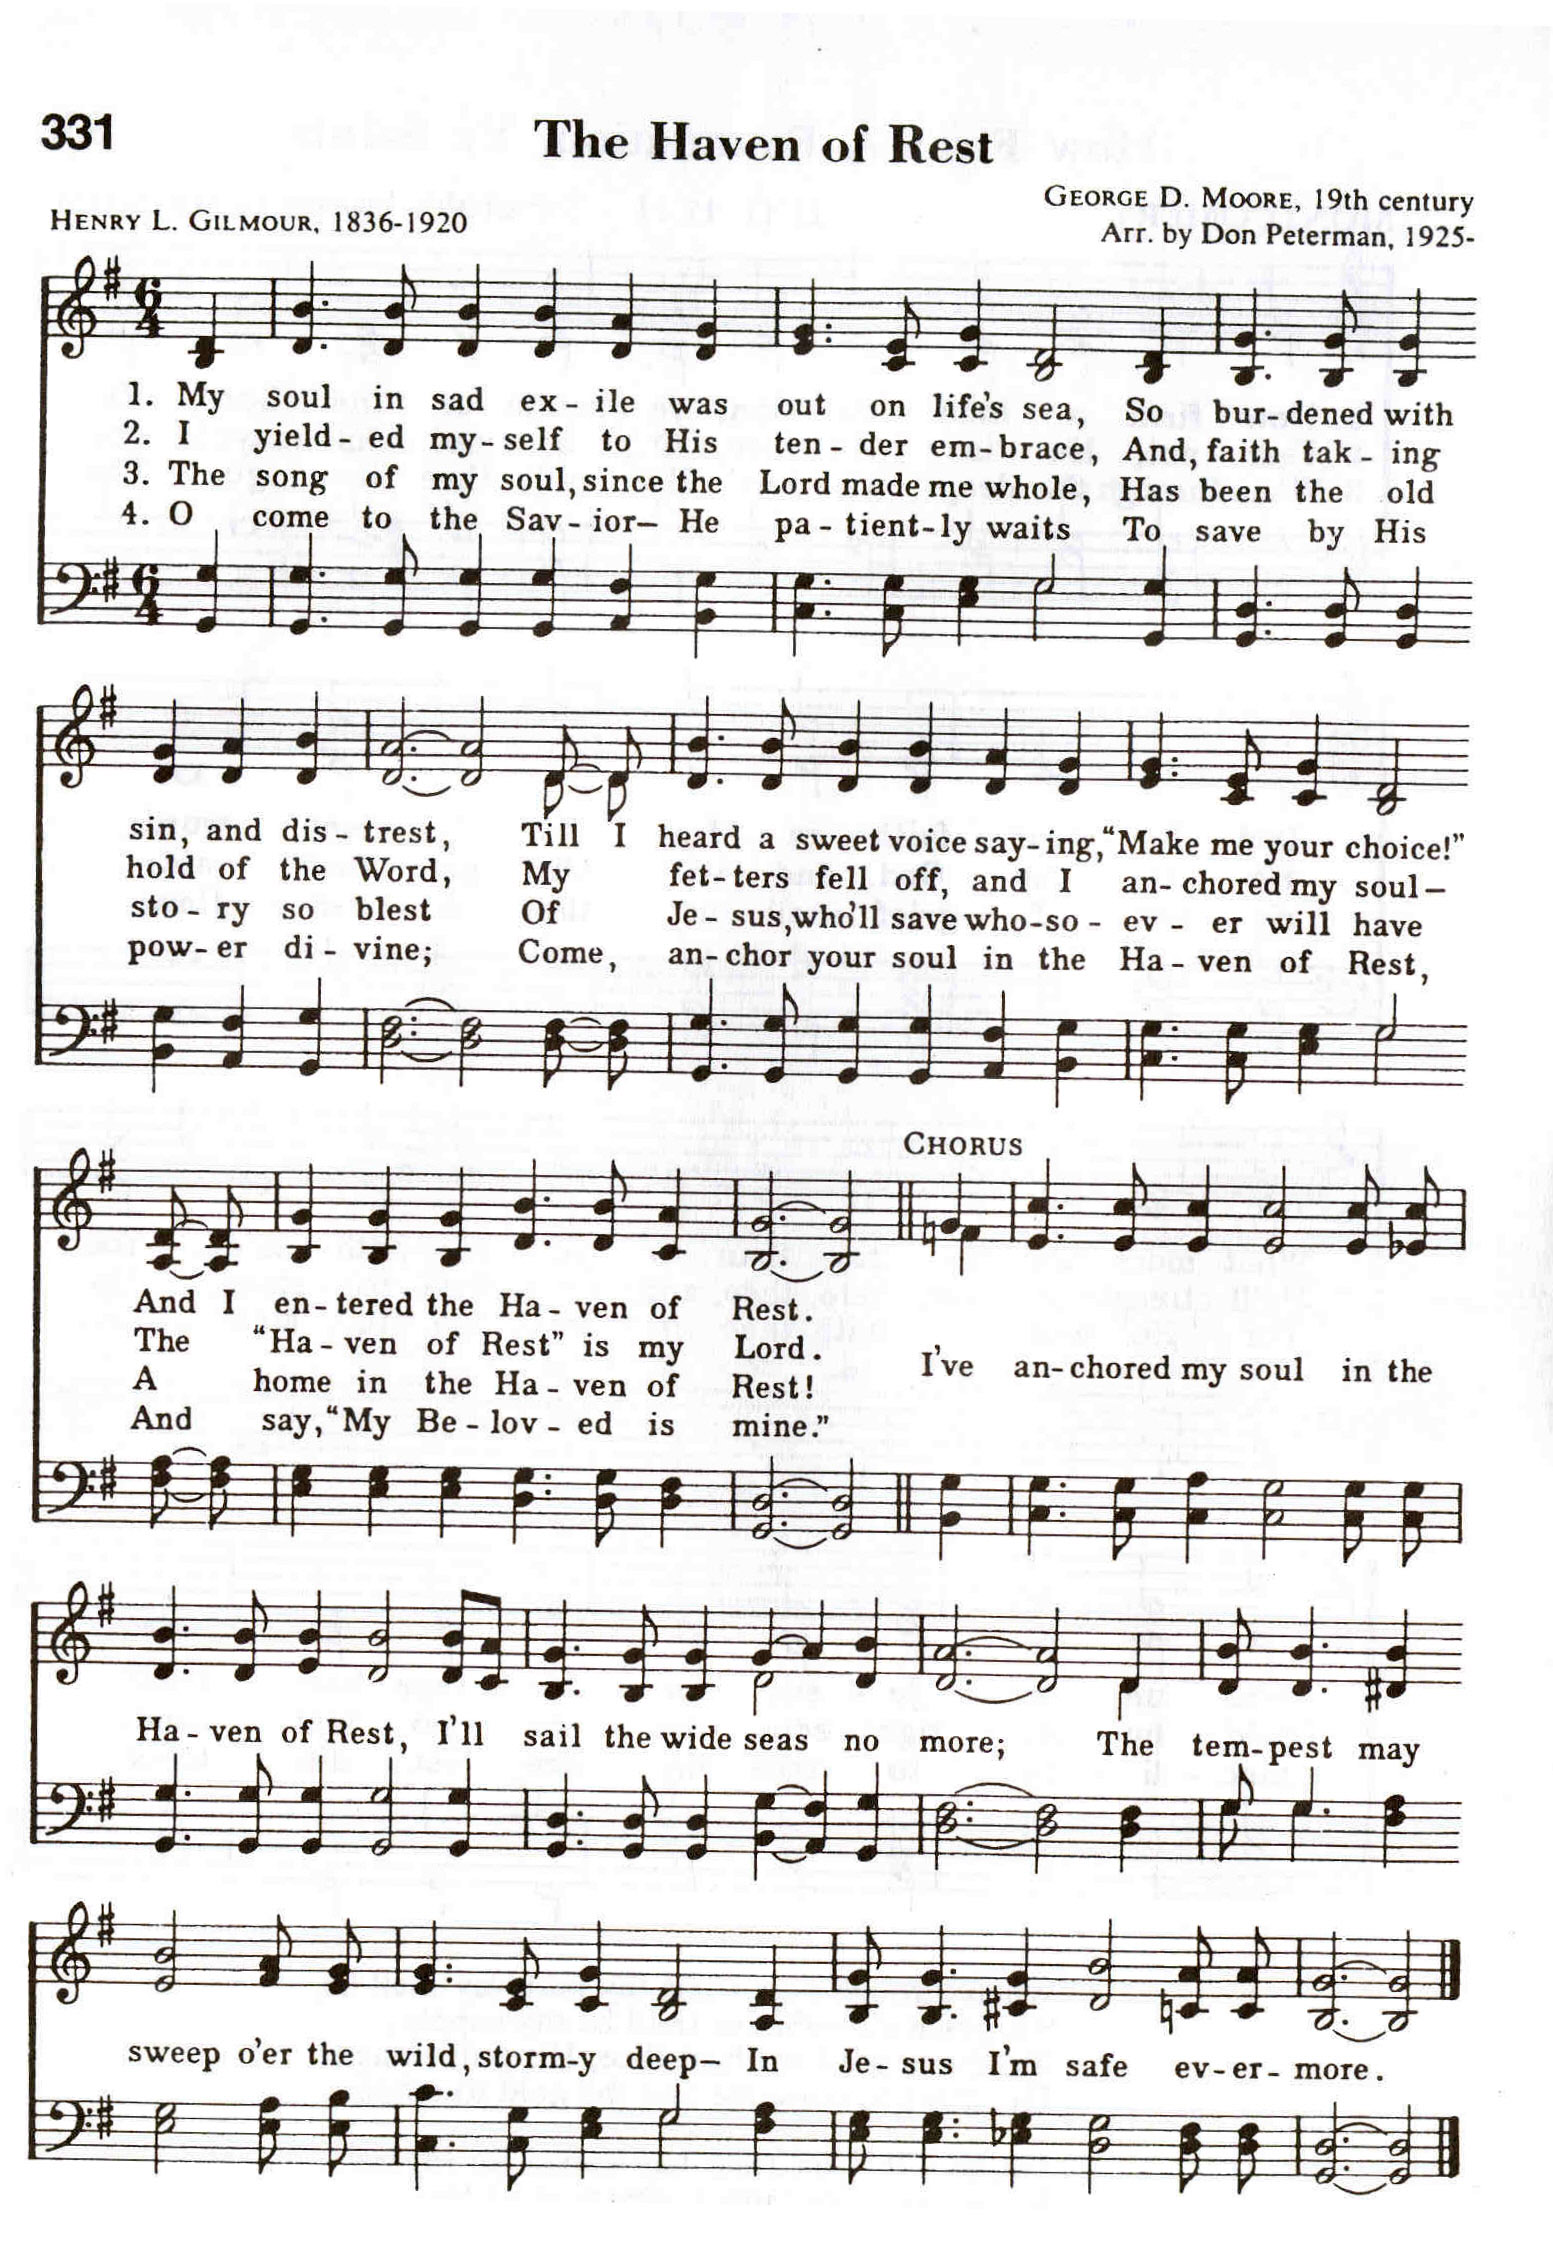 331
The Haven of Rest
HENRY L. GILMOUR, 1836-1920
GEORGE D. MOORE, 19th century
Arr. by Don Peterman, 1925-
6
4
1. My soul in sad ex-ile was out on life's sea, So bur-dened with
2. I yield-ed my-self to His ten-der em-brace, And, faith tak-ing
3. The song of my soul, since the Lord made me whole, Has been the old
4. O come to the Sav-ior— He pa-tient-ly waits To save by His
6
4
sin, and dis-trest, Till I heard a sweet voice say-ing, “Make me your choice!”
hold of the Word, My fet-ters fell off, and I an-chored my soul—
sto-ry so blest Of Je-sus, who'll save who-so-ev-er will have
pow-er di-vine; Come, an-chor your soul in the Ha-ven of Rest,
CHORUS
And I en-tered the Ha-ven of Rest.
The “Ha-ven of Rest” is my Lord.
I've an-chored my soul in the
A home in the Ha-ven of Rest!
And say, “My Be-lov-ed is mine.”
Ha-ven of Rest, I'll sail the wide seas no more; The tem-pest may
sweep o'er the wild, storm-y deep— In Je-sus I'm safe ev-er-more.